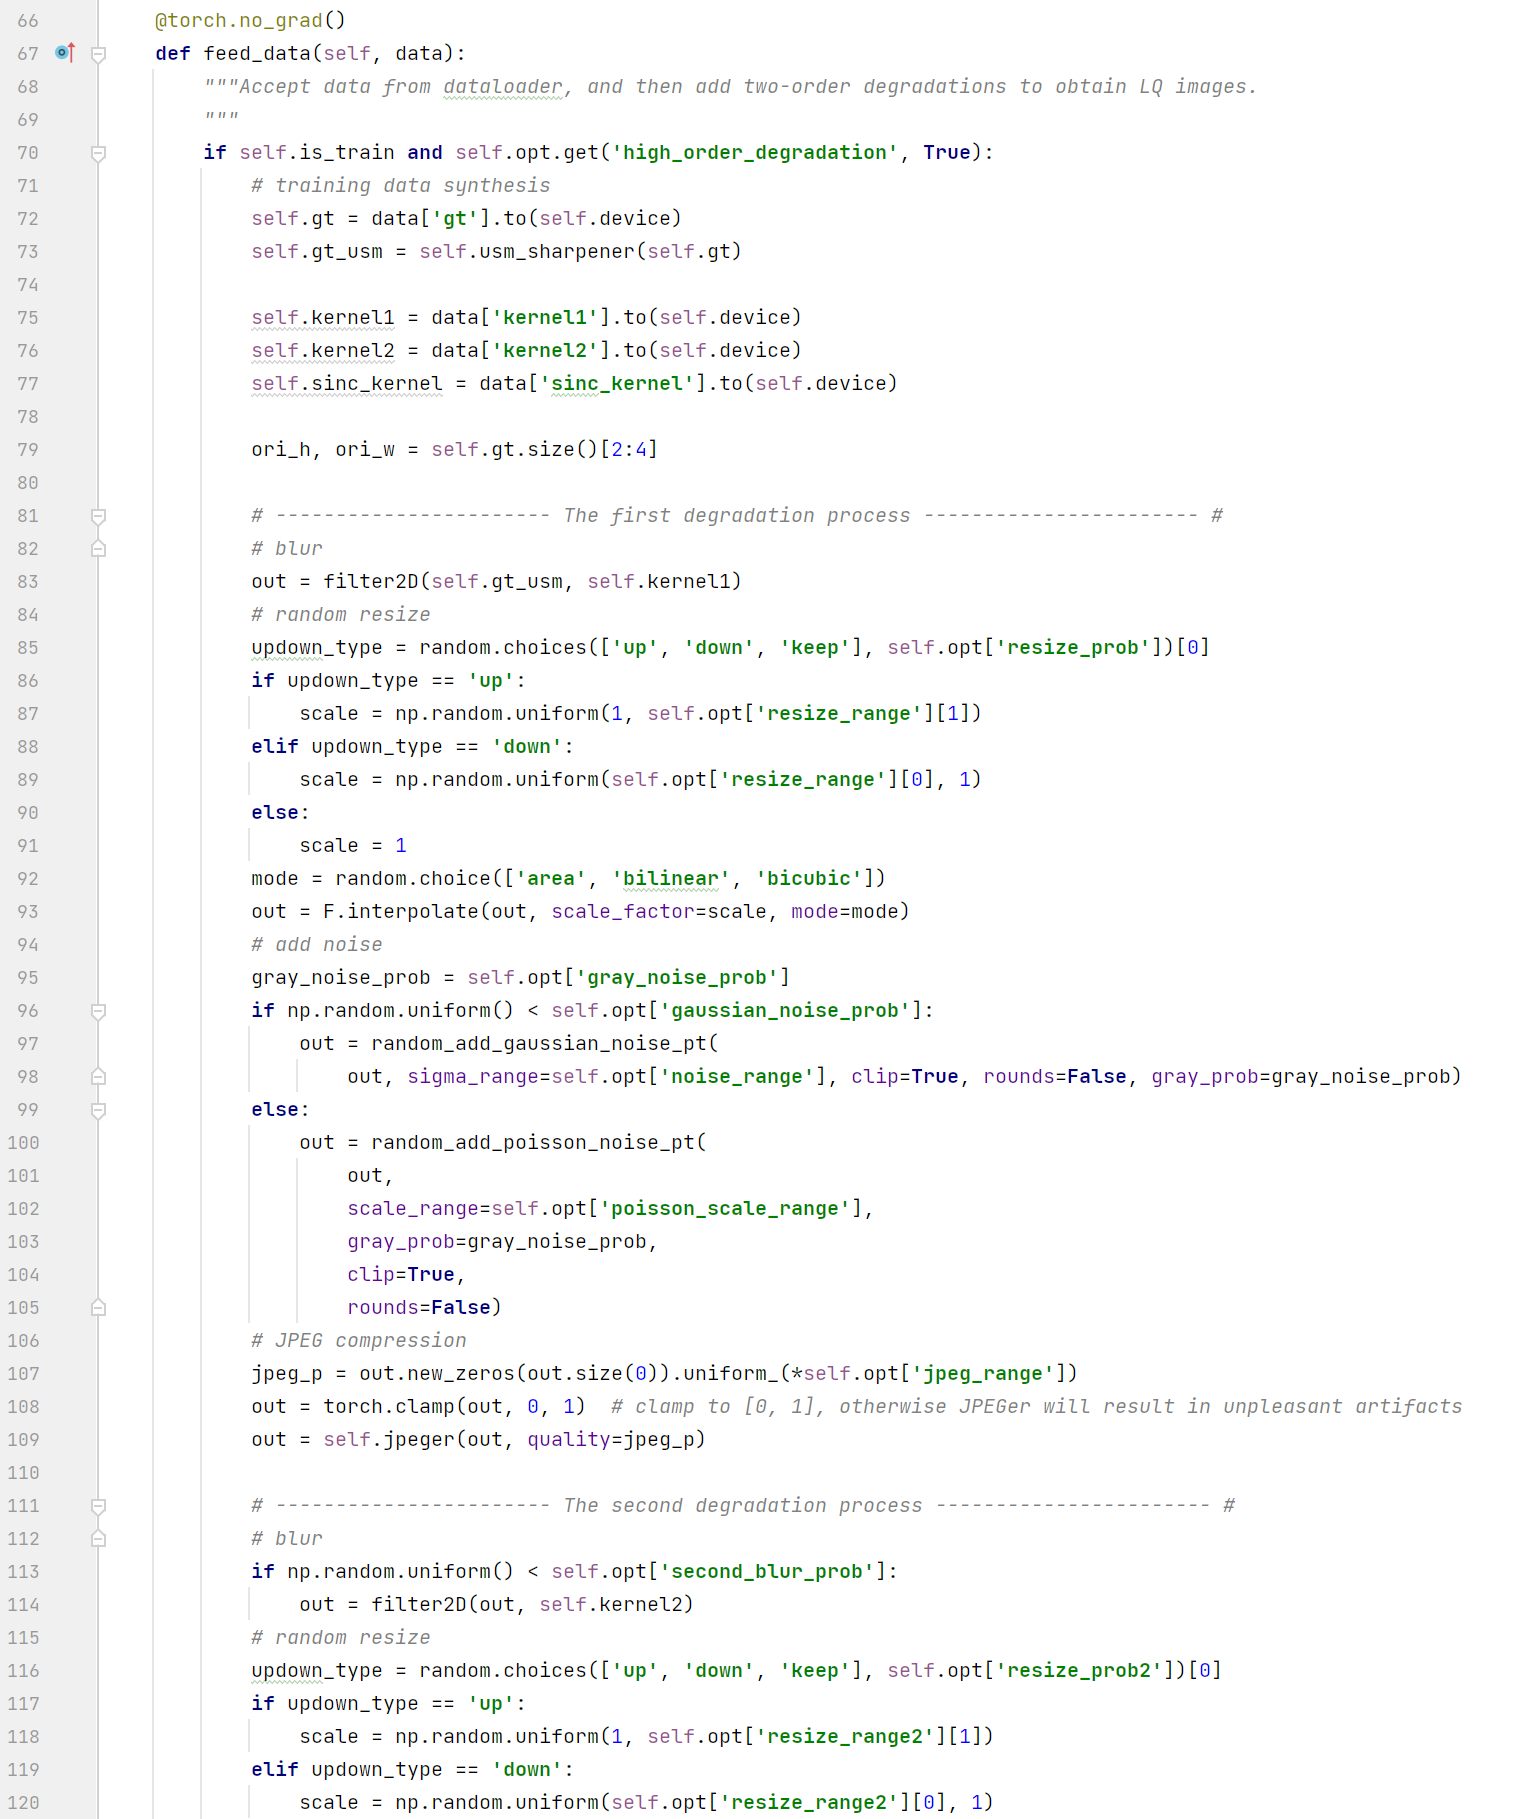 66 @torch.no_grad()
67 def feed_data(self, data):
68 """Accept data from dataloader, and then add two-order degradations to obtain LQ images.
69 """
70 if self.is_train and self.opt.get('high_order_degradation', True):
71 # training data synthesis
72 self.gt = data['gt'].to(self.device)
73 self.gt_usm = self.usm_sharpener(self.gt)
74
75 self.kernel1 = data['kernel1'].to(self.device)
76 self.kernel2 = data['kernel2'].to(self.device)
77 self.sinc_kernel = data['sinc_kernel'].to(self.device)
78
79 ori_h, ori_w = self.gt.size()[2:4]
80
81 # ----------------------- The first degradation process ----------------------- #
82 # blur
83 out = filter2D(self.gt_usm, self.kernel1)
84 # random resize
85 updown_type = random.choices(['up', 'down', 'keep'], self.opt['resize_prob'])[0]
86 if updown_type == 'up':
87 scale = np.random.uniform(1, self.opt['resize_range'][1])
88 elif updown_type == 'down':
89 scale = np.random.uniform(self.opt['resize_range'][0], 1)
90 else:
91 scale = 1
92 mode = random.choice(['area', 'bilinear', 'bicubic'])
93 out = F.interpolate(out, scale_factor=scale, mode=mode)
94 # add noise
95 gray_noise_prob = self.opt['gray_noise_prob']
96 if np.random.uniform() < self.opt['gaussian_noise_prob']:
97 out = random_add_gaussian_noise_pt(
98 out, sigma_range=self.opt['noise_range'], clip=True, rounds=False, gray_prob=gray_noise_prob)
99 else:
100 out = random_add_poisson_noise_pt(
101 out,
102 scale_range=self.opt['poisson_scale_range'],
103 gray_prob=gray_noise_prob,
104 clip=True,
105 rounds=False)
106 # JPEG compression
107 jpeg_p = out.new_zeros(out.size(0)).uniform_(*self.opt['jpeg_range'])
108 out = torch.clamp(out, 0, 1)  # clamp to [0, 1], otherwise JPEGer will result in unpleasant artifacts
109 out = self.jpeger(out, quality=jpeg_p)
110
111 # ----------------------- The second degradation process ----------------------- #
112 # blur
113 if np.random.uniform() < self.opt['second_blur_prob']:
114 out = filter2D(out, self.kernel2)
115 # random resize
116 updown_type = random.choices(['up', 'down', 'keep'], self.opt['resize_prob2'])[0]
117 if updown_type == 'up':
118 scale = np.random.uniform(1, self.opt['resize_range2'][1])
119 elif updown_type == 'down':
120 scale = np.random.uniform(self.opt['resize_range2'][0], 1)